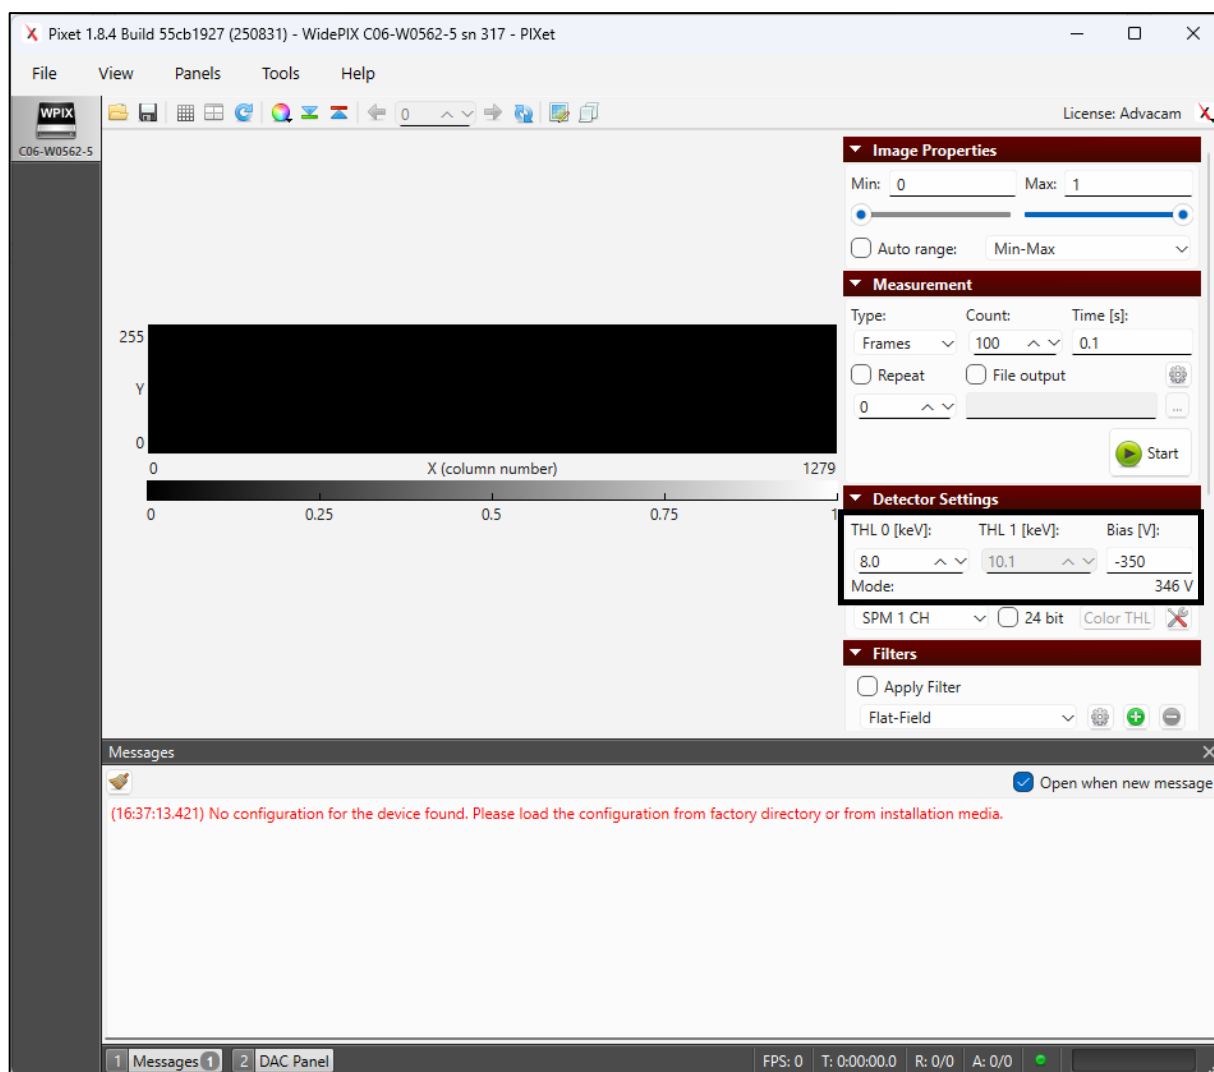 Pixet 1.8.4 Build 55cb1927 (250831) - WidePIX C06-W0562-5 sn 317 - PIXet
File View Panels Tools Help
WPIX
C06-W0562-5
0
License: Advacam
Image Properties
Min: 0 Max: 1
Auto range: Min-Max
Measurement
Type: Count: Time [s]:
Frames 100 0.1
Repeat File output
0 ...
Start
255
Y
0
0 X (column number) 1279
0 0.25 0.5 0.75 1
Detector Settings
THL 0 [keV]: THL 1 [keV]: Bias [V]:
8.0 10.1 -350
Mode: 346 V
SPM 1 CH 24 bit Color THL
Filters
Apply Filter
Flat-Field
Messages
Open when new message
(16:37:13.421) No configuration for the device found. Please load the configuration from factory directory or from installation media.
1 Messages 1 2 DAC Panel FPS: 0 T: 0:00:00.0 R: 0/0 A: 0/0